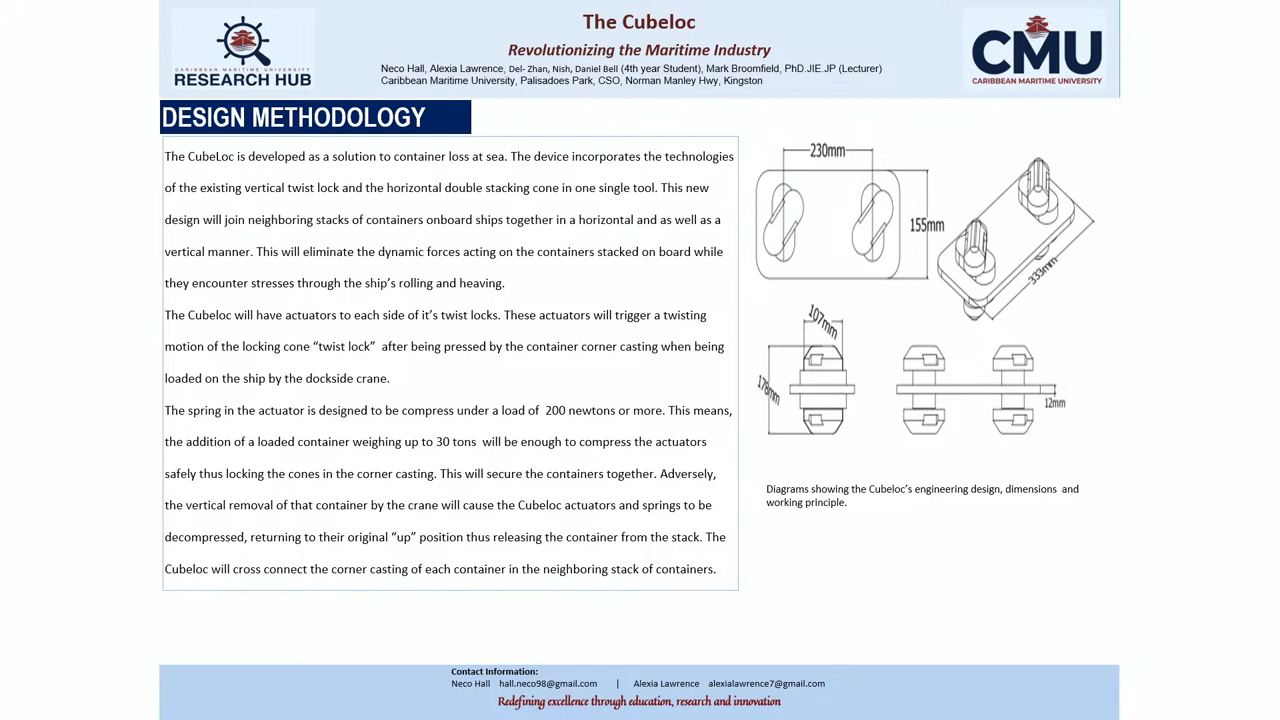 CARIBBEAN MARITIME UNIVERSITY
RESEARCH HUB
The Cubeloc
Revolutionizing the Maritime Industry
Neco Hall, Alexia Lawrence, Del- Zhan, Nish, Daniel Bell (4th year Student), Mark Broomfield, PhD.JIE.JP (Lecturer)
Caribbean Maritime University, Palisadoes Park, CSO, Norman Manley Hwy, Kingston
CMU
CARIBBEAN MARITIME UNIVERSITY
DESIGN METHODOLOGY
The CubeLoc is developed as a solution to container loss at sea. The device incorporates the technologies
of the existing vertical twist lock and the horizontal double stacking cone in one single tool. This new
design will join neighboring stacks of containers onboard ships together in a horizontal and as well as a
vertical manner. This will eliminate the dynamic forces acting on the containers stacked on board while
they encounter stresses through the ship's rolling and heaving.
The Cubeloc will have actuators to each side of it's twist locks. These actuators will trigger a twisting
motion of the locking cone “twist lock” after being pressed by the container corner casting when being
loaded on the ship by the dockside crane.
The spring in the actuator is designed to be compress under a load of 200 newtons or more. This means,
the addition of a loaded container weighing up to 30 tons will be enough to compress the actuators
safely thus locking the cones in the corner casting. This will secure the containers together. Adversely,
the vertical removal of that container by the crane will cause the Cubeloc actuators and springs to be
decompressed, returning to their original “up” position thus releasing the container from the stack. The
Cubeloc will cross connect the corner casting of each container in the neighboring stack of containers.
230mm
155mm
333mm
107mm
178mm
12mm
Diagrams showing the Cubeloc's engineering design, dimensions and
working principle.
Contact Information:
Neco Hall hall.neco98@gmail.com | Alexia Lawrence alexialawrence7@gmail.com
Redefining excellence through education, research and innovation